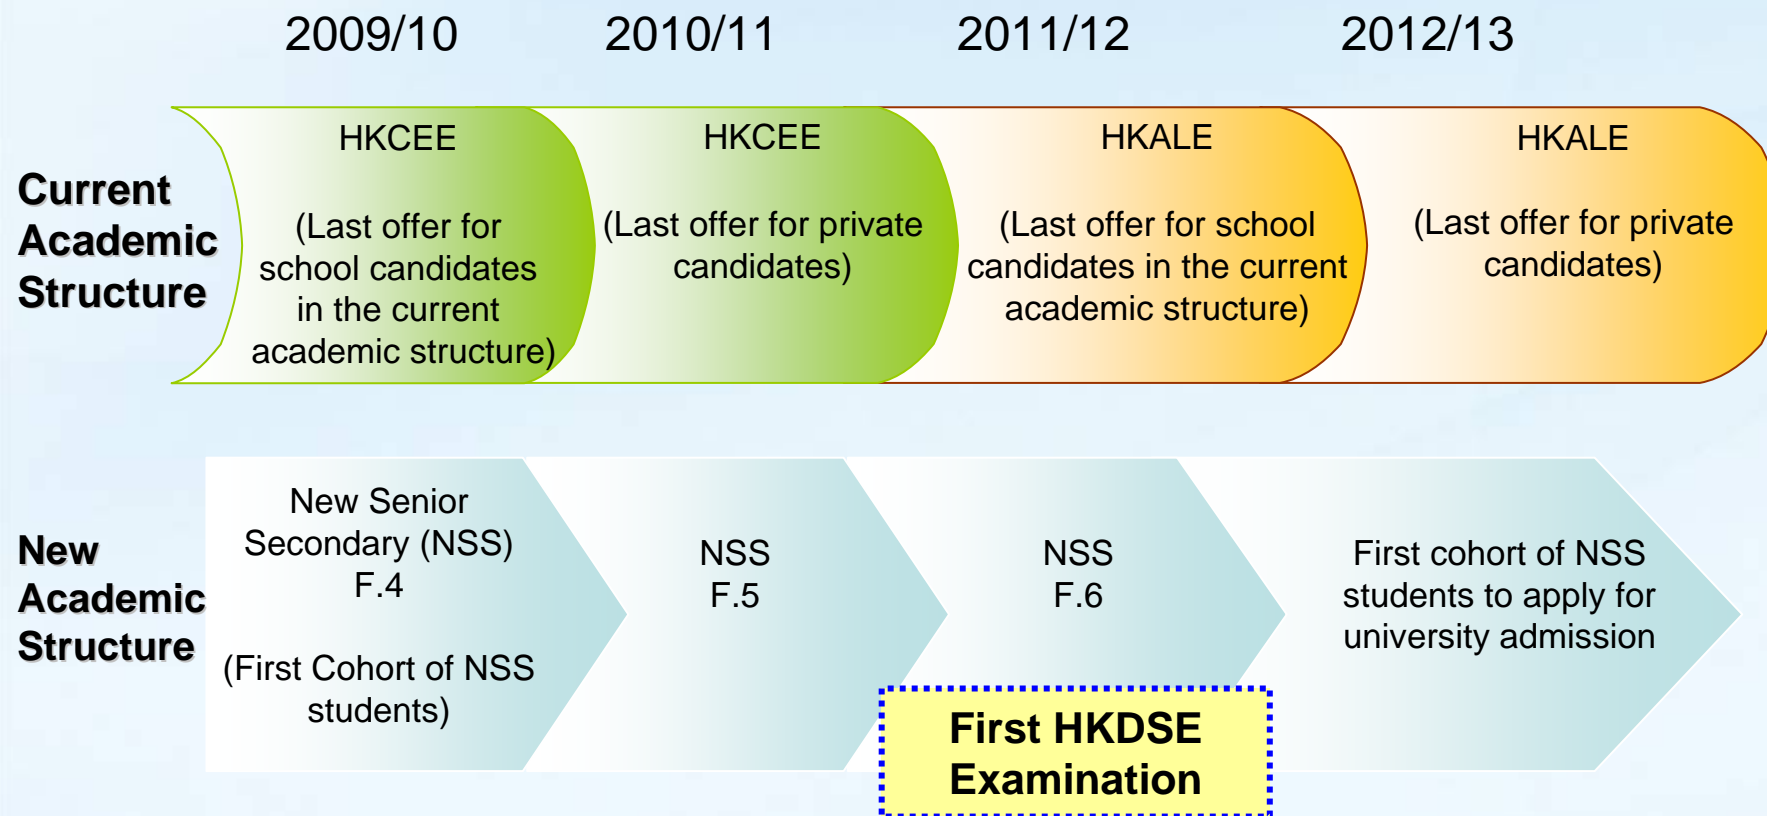 2009/10
2010/11
2011/12
2012/13
Current
Academic
Structure
HKCEE
(Last offer for
school candidates
in the current
academic structure)
HKCEE
(Last offer for private
candidates)
HKALE
(Last offer for school
candidates in the current
academic structure)
HKALE
(Last offer for private
candidates)
New
Academic
Structure
New Senior
Secondary (NSS)
F.4
(First Cohort of NSS
students)
NSS
F.5
NSS
F.6
First HKDSE
Examination
First cohort of NSS
students to apply for
university admission